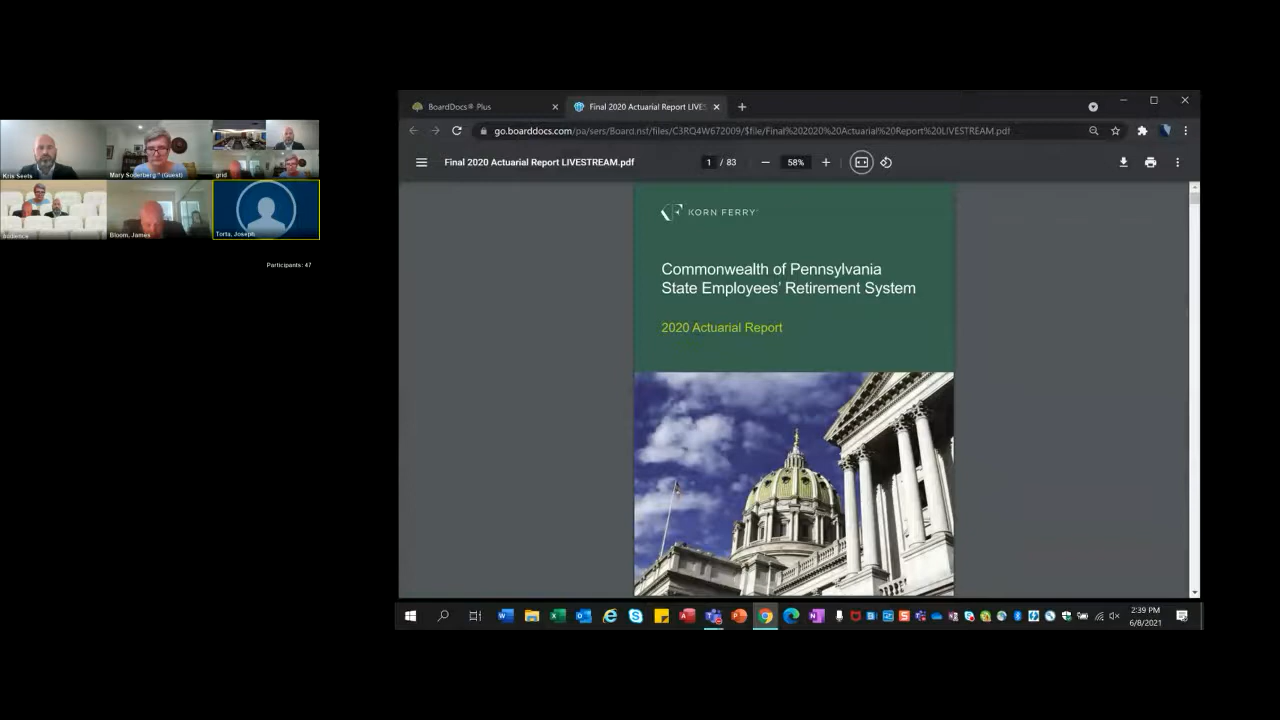 Kris Seets
Mary Soderberg * (Guest)
grid
Audience
Bloom, James
Torta, Joseph
Participants: 47
BoardDocs® Plus
Final 2020 Actuarial Report LIVES
go.boarddocs.com/pa/sers/Board.nsf/files/C3RQ4W672009/$file/Final%202020%20Actuarial%20Report%20LIVESTREAM.pdf
Final 2020 Actuarial Report LIVESTREAM.pdf
1 / 83
58%
KORN FERRY
Commonwealth of Pennsylvania
State Employees' Retirement System
2020 Actuarial Report
2:39 PM
6/8/2021